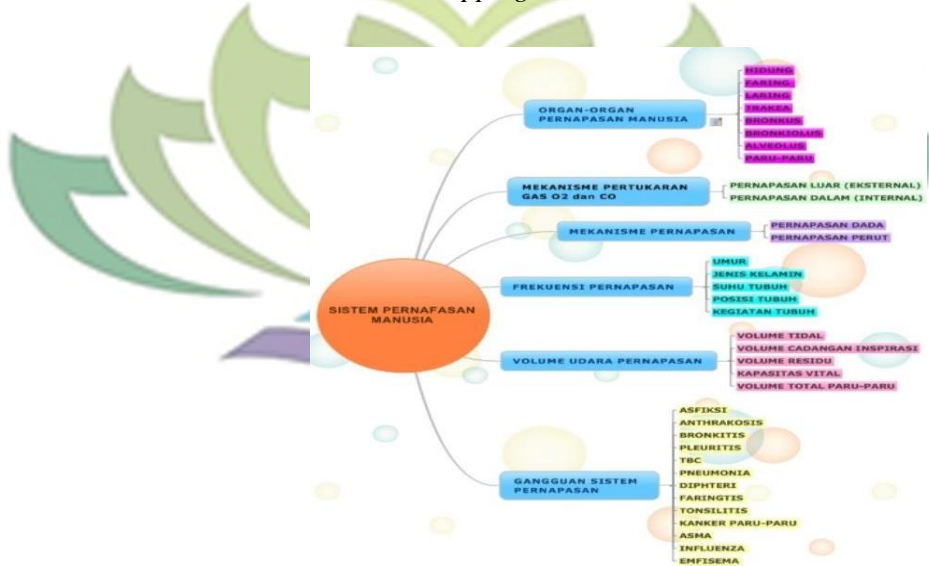 SISTEM PERNAFASAN
MANUSIA
ORGAN-ORGAN
PERNAPASAN MANUSIA
HIDUNG
FARING
LARING
TRAKEA
BRONKUS
BRONKIOLUS
ALVEOLUS
PARU-PARU
MEKANISME PERTUKARAN
GAS O2 dan CO
PERNAPASAN LUAR (EKSTERNAL)
PERNAPASAN DALAM (INTERNAL)
MEKANISME PERNAPASAN
PERNAPASAN DADA
PERNAPASAN PERUT
FREKUENSI PERNAPASAN
UMUR
JENIS KELAMIN
SUHU TUBUH
POSISI TUBUH
KEGIATAN TUBUH
VOLUME UDARA PERNAPASAN
VOLUME TIDAL
VOLUME CADANGAN INSPIRASI
VOLUME RESIDU
KAPASITAS VITAL
VOLUME TOTAL PARU-PARU
GANGGUAN SISTEM
PERNAPASAN
ASFIKSI
ANTHRAKOSIS
BRONKITIS
PLEURITIS
TBC
PNEUMONIA
DIPHTERI
FARINGTIS
TONSILITIS
KANKER PARU-PARU
ASMA
INFLUENZA
EMFISEMA